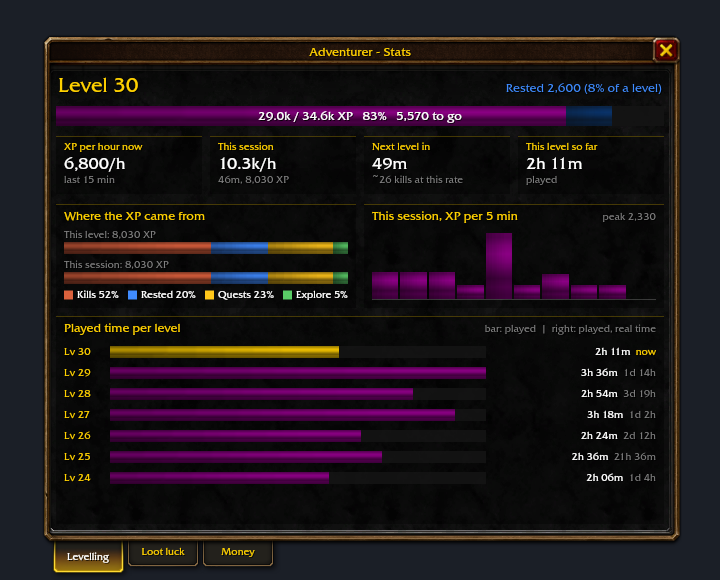 Adventurer - Stats
Level 30
Rested 2,600 (8% of a level)
29.0k / 34.6k XP 83% 5,570 to go
XP per hour now
6,800/h
last 15 min
This session
10.3k/h
46m, 8,030 XP
Next level in
49m
~26 kills at this rate
This level so far
2h 11m
played
Where the XP came from
This level: 8,030 XP
This session: 8,030 XP
Kills 52% Rested 20% Quests 23% Explore 5%
This session, XP per 5 min peak 2,330
Played time per level bar: played | right: played, real time
Lv 30 2h 11m now
Lv 29 3h 36m 1d 14h
Lv 28 2h 54m 3d 19h
Lv 27 3h 18m 1d 2h
Lv 26 2h 24m 2d 12h
Lv 25 2h 36m 21h 36m
Lv 24 2h 06m 1d 4h
Levelling Loot luck Money